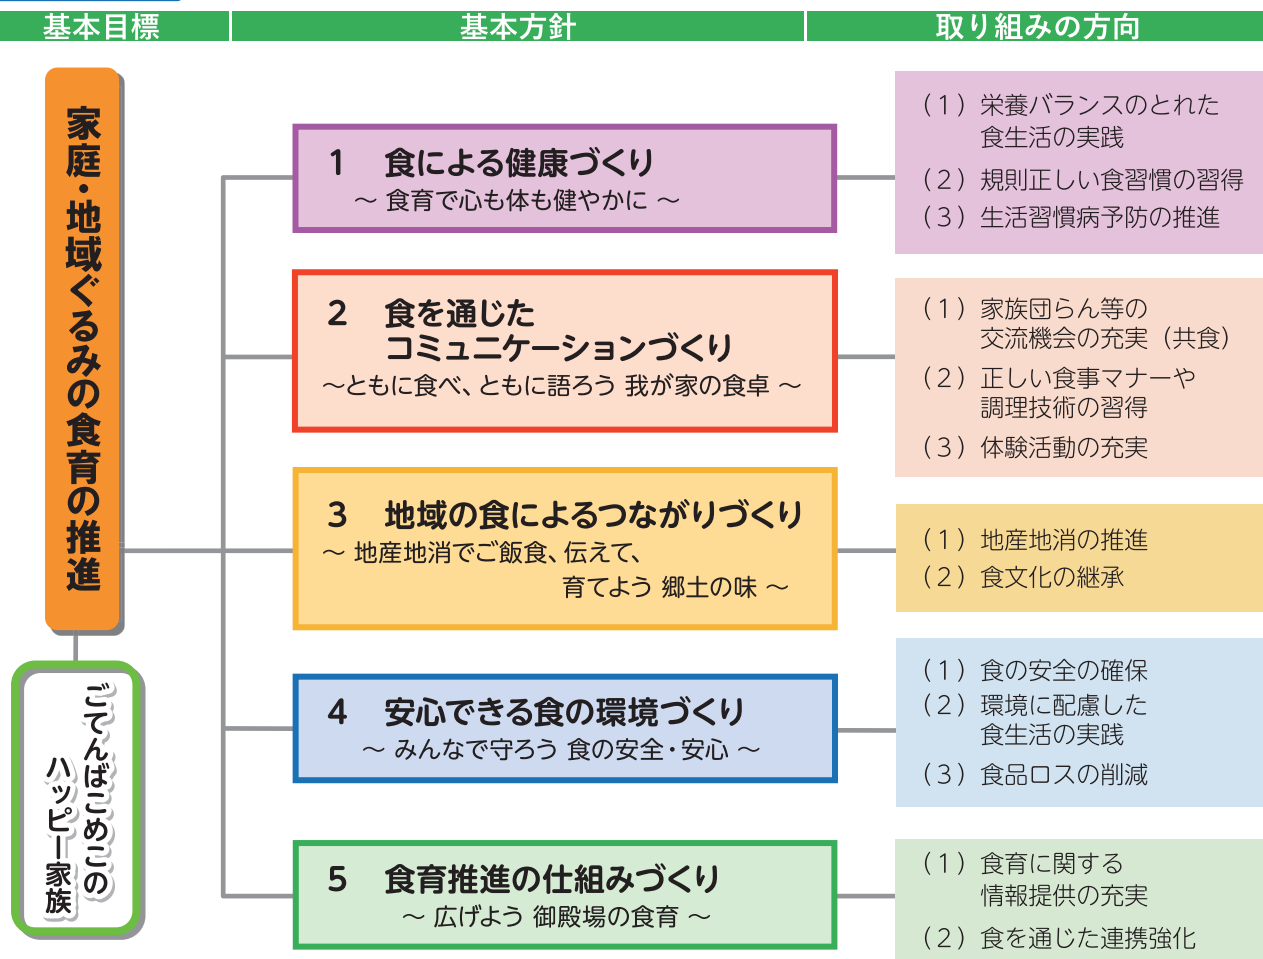 基本目標
基本方針
取り組みの方向
家庭・地域ぐるみの食育の推進
ごてんばこめこの
ハッピー家族
1 食による健康づくり
～ 食育で心も体も健やかに ～
(1) 栄養バランスのとれた
食生活の実践
(2) 規則正しい食習慣の習得
(3) 生活習慣病予防の推進
2 食を通じた
コミュニケーションづくり
～ともに食べ、ともに語ろう 我が家の食卓 ～
(1) 家族団らん等の
交流機会の充実（共食）
(2) 正しい食事マナーや
調理技術の習得
(3) 体験活動の充実
3 地域の食によるつながりづくり
～ 地産地消でご飯食、伝えて、
育てよう 郷土の味 ～
(1) 地産地消の推進
(2) 食文化の継承
4 安心できる食の環境づくり
～ みんなで守ろう 食の安全・安心 ～
(1) 食の安全の確保
(2) 環境に配慮した
食生活の実践
(3) 食品ロスの削減
5 食育推進の仕組みづくり
～ 広げよう 御殿場の食育 ～
(1) 食育に関する
情報提供の充実
(2) 食を通じた連携強化